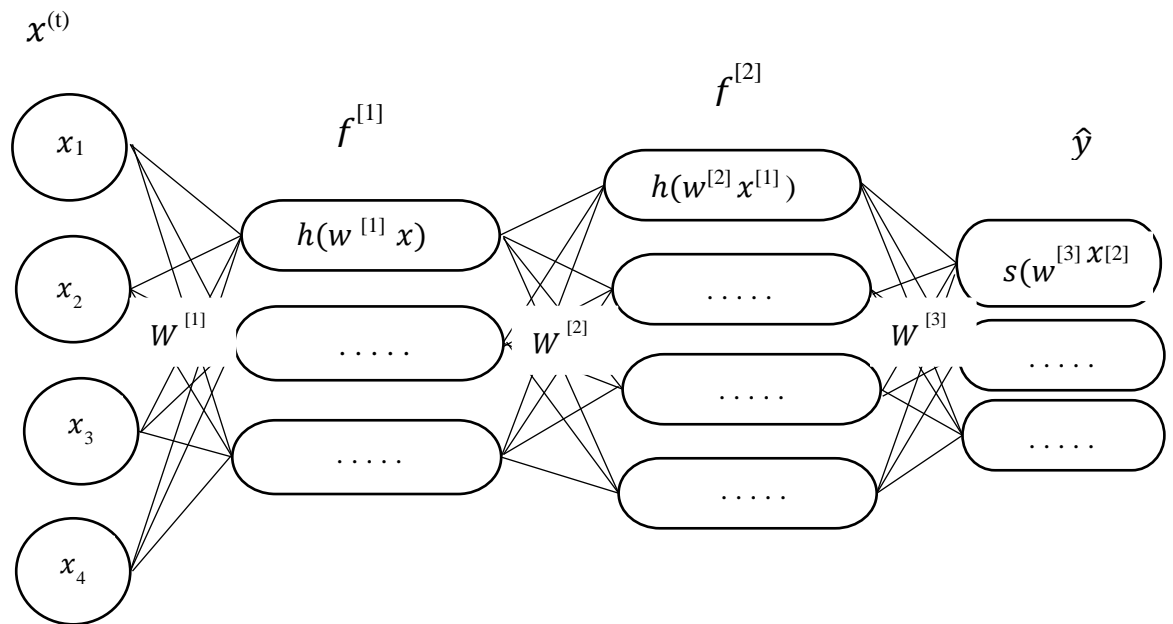 x^(t)
f^[1]
f^[2]
ŷ
x_1
x_2
x_3
x_4
W^[1]
h(w^[1] x)
. . . . .
. . . . .
W^[2]
h(w^[2] x^[1])
. . . . .
. . . . .
. . . . .
W^[3]
s(w^[3] x[2]
. . . . .
. . . . .